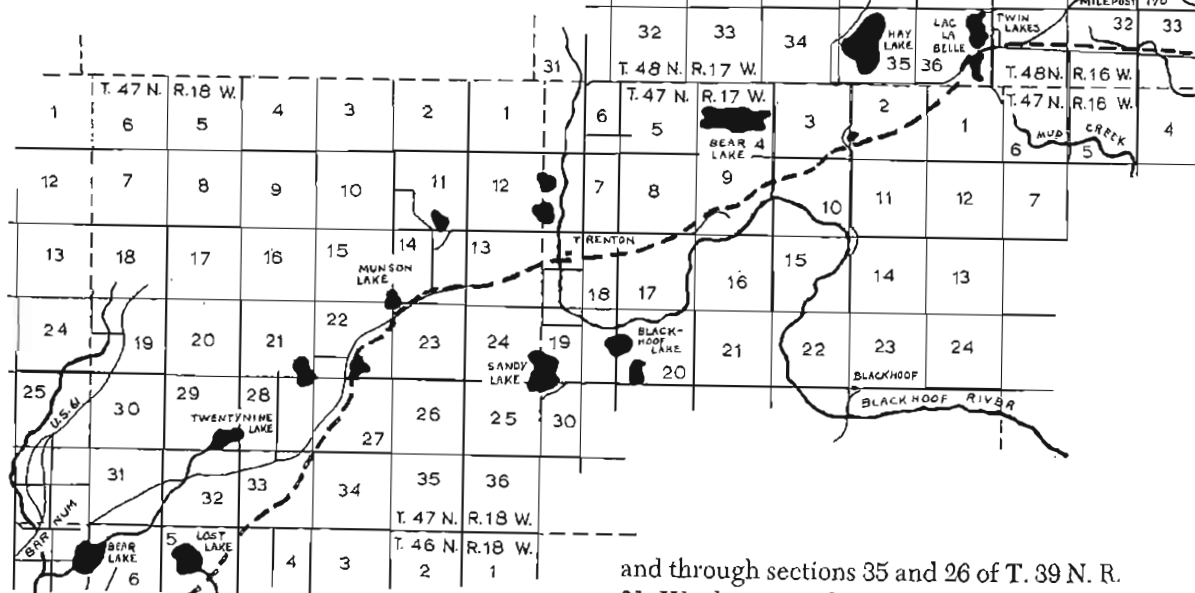 MILEPOST 170
32 33 34 HAY LAKE 35 36 LAC LA BELLE TWIN LAKES 32 33
31 T. 48 N. R. 17 W. T. 48 N. R. 16 W.
T. 47 N. R. 18 W. T. 47 N. R. 17 W. T. 47 N. R. 16 W.
1 6 5 4 3 2 1 6 5 BEAR LAKE 4 3 2 1 6 MUD CREEK 5 4
12 7 8 9 10 11 12 7 8 9 10 11 12 7
13 18 17 16 15 14 13 TRENTON 18 17 16 15 14 13
MUNSON LAKE
24 19 20 21 22 23 24 19 BLACK-
HOOF
LAKE
20 21 22 23 24
SANDY
LAKE
BLACKHOOF
BLACKHOOF RIVER
25 U.S. 61 30 29 28 27 26 25 30
TWENTYNINE
LAKE
31 32 33 34 35 36
T. 47 N. R. 18 W.
T. 46 N. R. 18 W.
BARNUM
BEAR
LAKE
6 5 LOST
LAKE
4 3 2 1
and through sections 35 and 26 of T. 39 N. R.